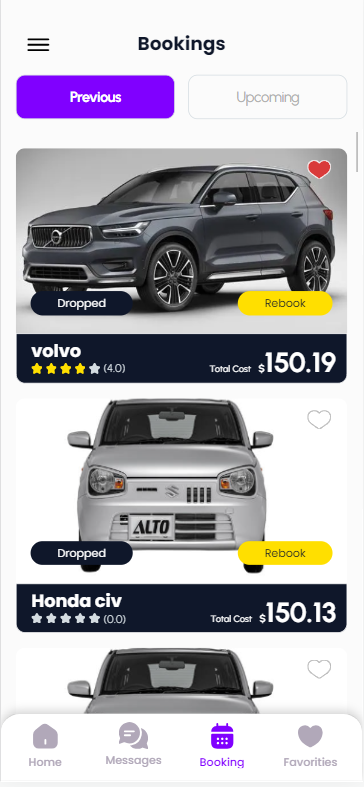 Bookings
Previous
Upcoming
Dropped
Rebook
volvo
(4.0)
Total Cost $150.19
ALTO
Dropped
Rebook
Honda civ
(0.0)
Total Cost $150.13
Home
Messages
Booking
Favorities